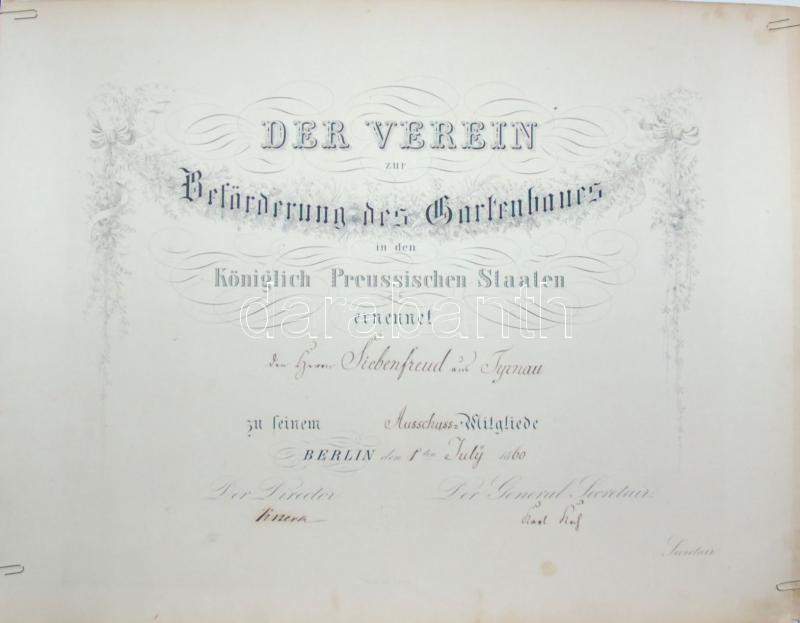 DER VEREIN
zur
Beförderung des Gartenbaues
in den
Königlich Preussischen Staaten
ernennet
den Herrn Siebenfreud aus Tyrnau
zu seinem Ausschuss=Mitgliede
BERLIN den 1ten July 1860
Der Director Der General-Secretair
Karl Koch
Secretair
darabanth